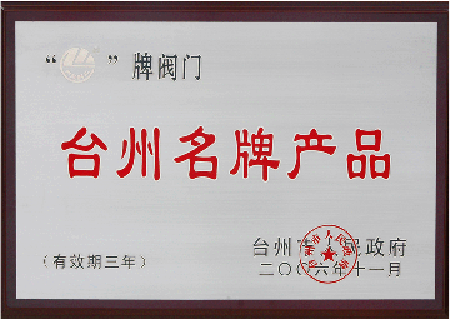 “ ”牌阀门
台州名牌产品
(有效期三年)
台州市人民政府
二〇〇六年十一月